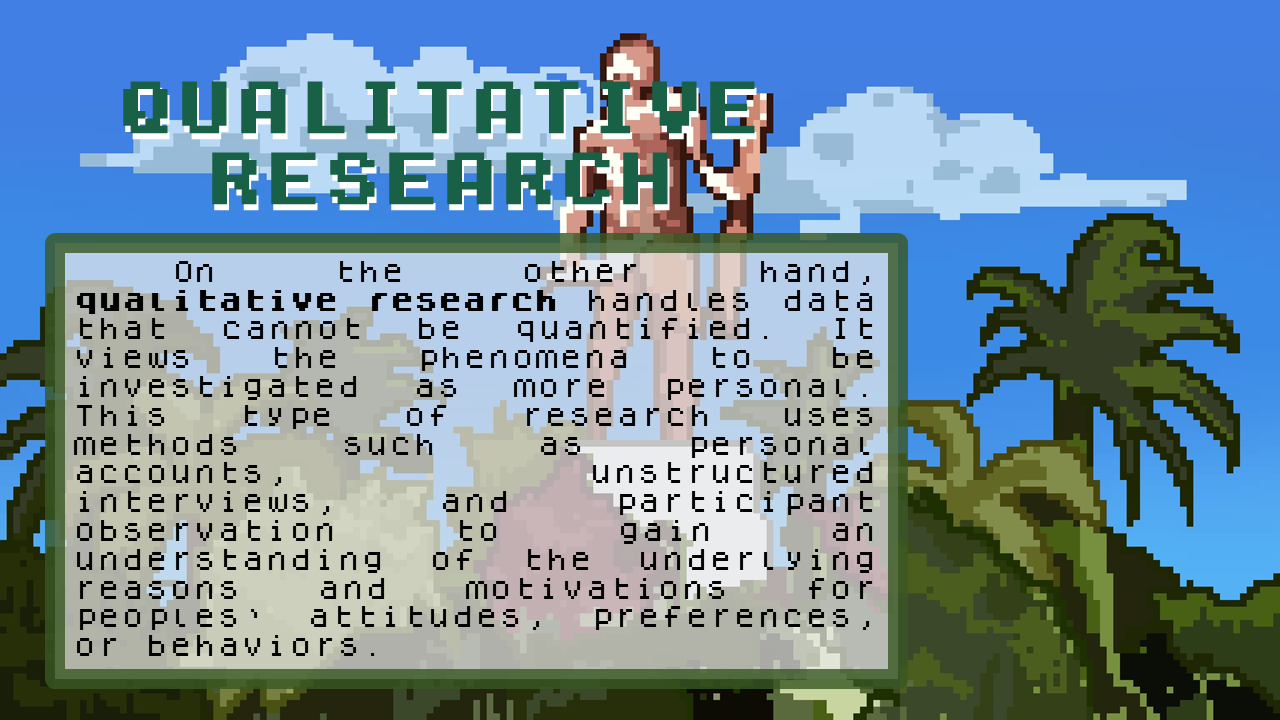 QUALITATIVE
RESEARCH
On the other hand,
qualitative research handles data
that cannot be quantified. It
views the phenomena to be
investigated as more personal.
This type of research uses
methods such as personal
accounts, unstructured
interviews, and participant
observation to gain an
understanding of the underlying
reasons and motivations for
peoples` attitudes, preferences,
or behaviors.